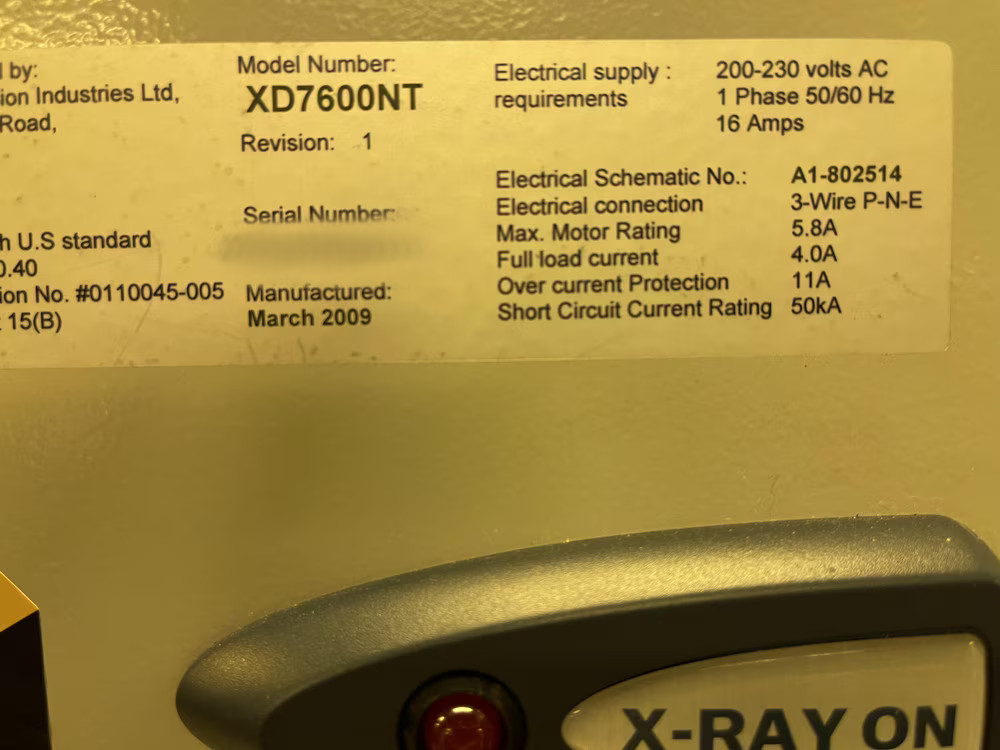 l by:
ion Industries Ltd,
Road,
h U.S standard
0.40
ion No. #0110045-005
: 15(B)
Model Number:
XD7600NT
Revision: 1
Serial Number:
Manufactured:
March 2009
Electrical supply : 200-230 volts AC
requirements 1 Phase 50/60 Hz
16 Amps
Electrical Schematic No.: A1-802514
Electrical connection 3-Wire P-N-E
Max. Motor Rating 5.8A
Full load current 4.0A
Over current Protection 11A
Short Circuit Current Rating 50kA
X-RAY ON